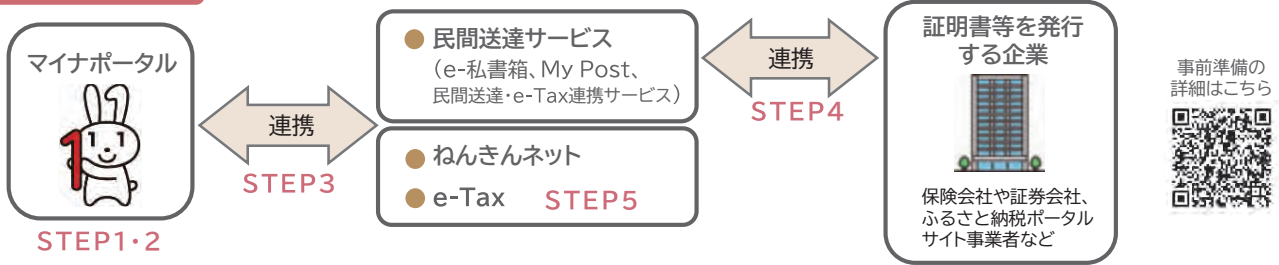 マイナポータル
1
STEP1・2
連携
STEP3
● 民間送達サービス
（e-私書箱、My Post、
民間送達・e-Tax連携サービス）
● ねんきんネット
● e-Tax STEP5
連携
STEP4
証明書等を発行
する企業
保険会社や証券会社、
ふるさと納税ポータル
サイト事業者など
事前準備の
詳細はこちら